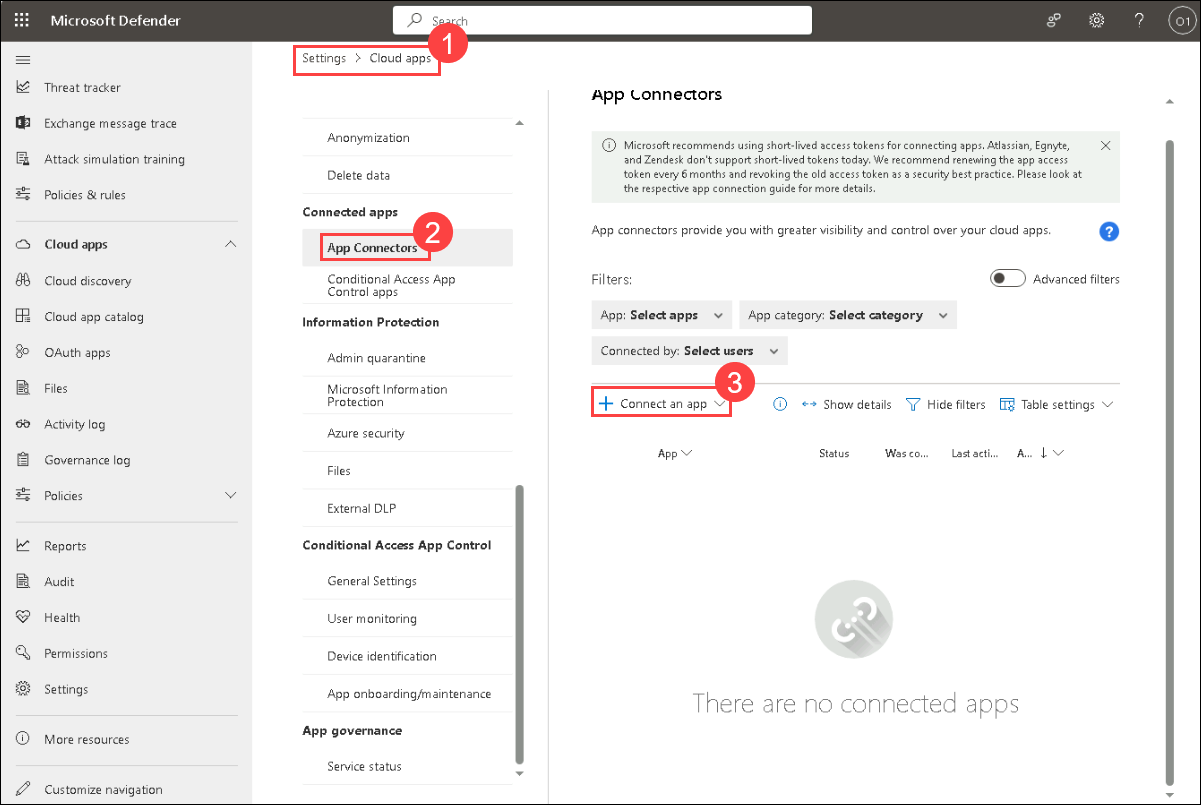 Microsoft Defender
Search
O1
1
Settings > Cloud apps
Threat tracker
Exchange message trace
Attack simulation training
Policies & rules
Cloud apps
Cloud discovery
Cloud app catalog
OAuth apps
Files
Activity log
Governance log
Policies
Reports
Audit
Health
Permissions
Settings
More resources
Customize navigation
Anonymization
Delete data
Connected apps
2
App Connectors
Conditional Access App
Control apps
Information Protection
Admin quarantine
Microsoft Information
Protection
Azure security
Files
External DLP
Conditional Access App Control
General Settings
User monitoring
Device identification
App onboarding/maintenance
App governance
Service status
App Connectors
Microsoft recommends using short-lived access tokens for connecting apps. Atlassian, Egnyte,
and Zendesk don't support short-lived tokens today. We recommend renewing the app access
token every 6 months and revoking the old access token as a security best practice. Please look at
the respective app connection guide for more details.
App connectors provide you with greater visibility and control over your cloud apps.
Filters:
Advanced filters
App: Select apps
App category: Select category
Connected by: Select users
3
Connect an app
Show details
Hide filters
Table settings
App
Status
Was co...
Last acti...
A...
There are no connected apps